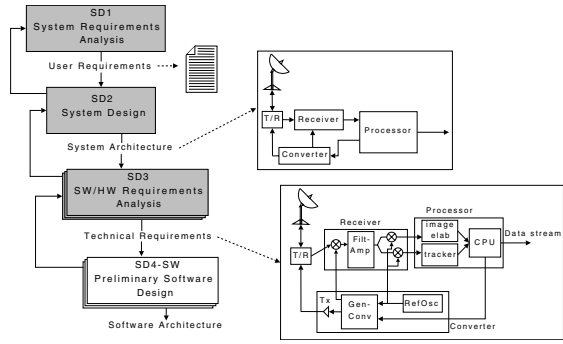 SD1
System Requirements
Analysis
User Requirements
SD2
System Design
System Architecture
SD3
SW/HW Requirements
Analysis
Technical Requirements
SD4-SW
Preliminary Software
Design
Software Architecture
T/R
Receiver
Processor
Converter
Receiver
Processor
T/R
Filt-
Amp
image
elab
tracker
CPU
Data stream
Tx
Gen-
Conv
RefOsc
Converter